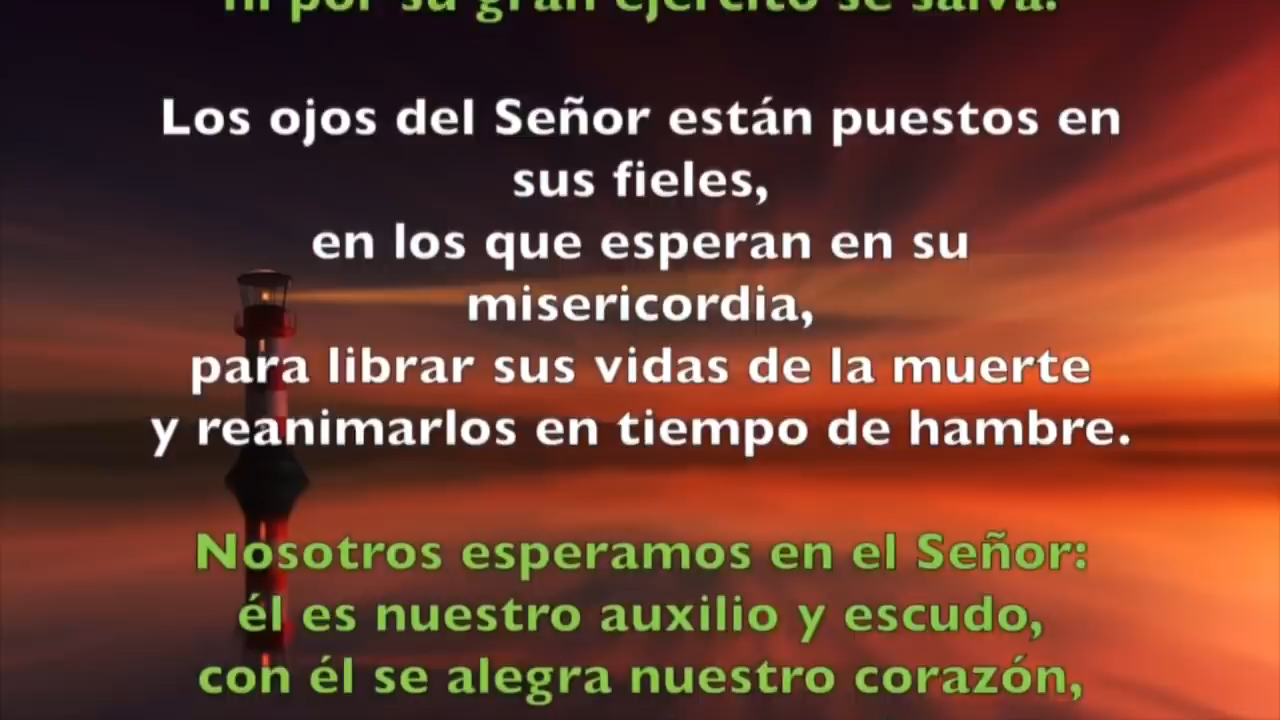 ni por su gran ejército se salva.
Los ojos del Señor están puestos en
sus fieles,
en los que esperan en su
misericordia,
para librar sus vidas de la muerte
y reanimarlos en tiempo de hambre.
Nosotros esperamos en el Señor:
él es nuestro auxilio y escudo,
con él se alegra nuestro corazón,